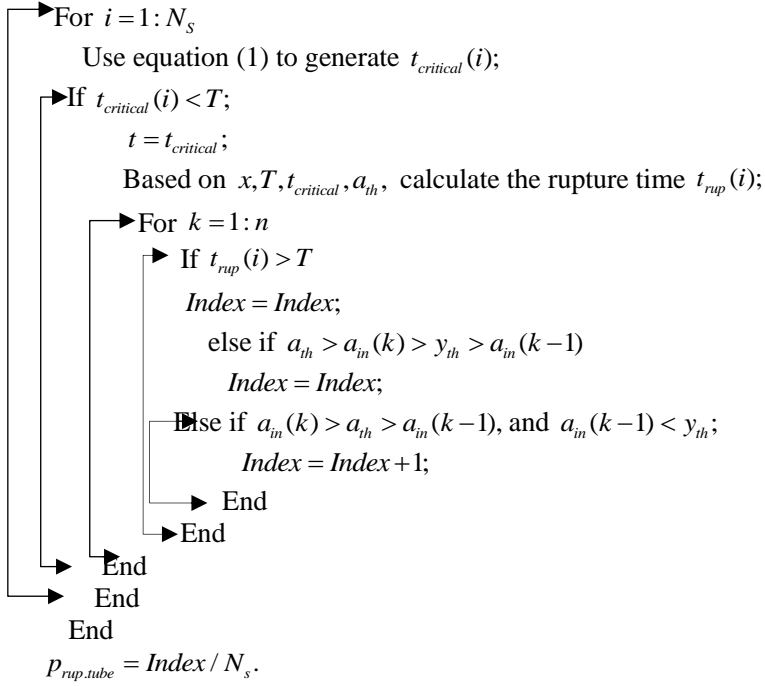 For i = 1 : N_S
Use equation (1) to generate t_critical(i);
If t_critical(i) < T;
t = t_critical;
Based on x, T, t_critical, a_th, calculate the rupture time t_rup(i);
For k = 1 : n
If t_rup(i) > T
Index = Index;
else if a_th > a_in(k) > y_th > a_in(k − 1)
Index = Index;
Else if a_in(k) > a_th > a_in(k − 1), and a_in(k − 1) < y_th;
Index = Index + 1;
End
End
End
End
End
p_rup.tube = Index / N_s.